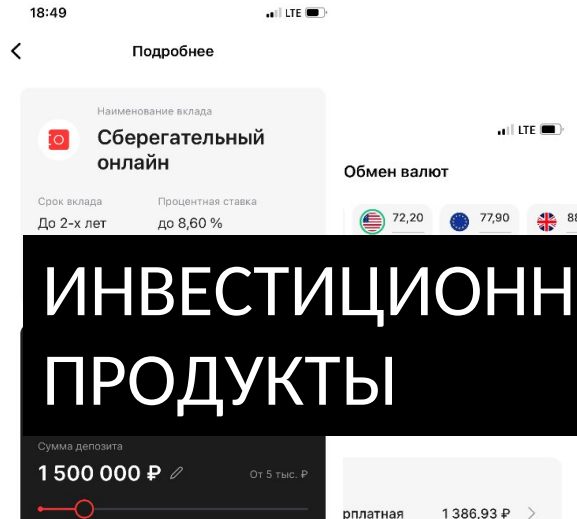 18:49
LTE
Подробнее
Наименование вклада
Сберегательный
онлайн
Срок вклада
Процентная ставка
До 2-х лет
до 8,60 %
LTE
Обмен валют
72,20
77,90
88
ИНВЕСТИЦИОНН
ПРОДУКТЫ
Сумма депозита
1 500 000 ₽
От 5 тыс. ₽
рплатная
1 386,93 ₽